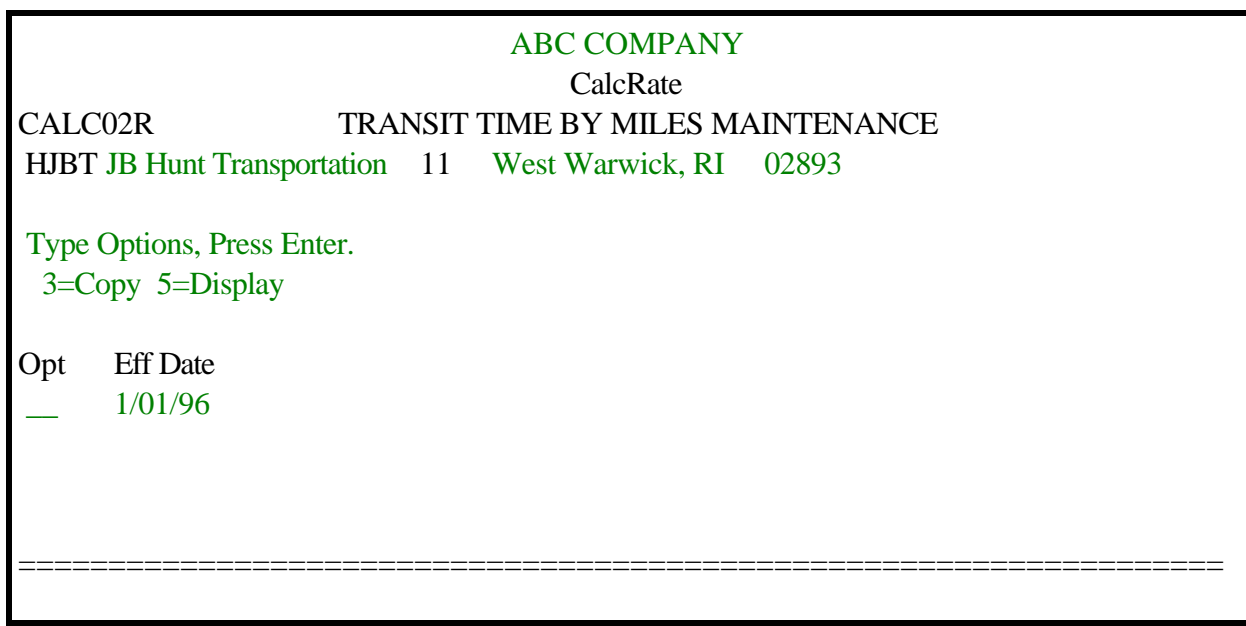 ABC COMPANY
CalcRate
CALC02R TRANSIT TIME BY MILES MAINTENANCE
HJBT JB Hunt Transportation 11 West Warwick, RI 02893
Type Options, Press Enter.
3=Copy 5=Display
Opt Eff Date
__ 1/01/96
===================================================================